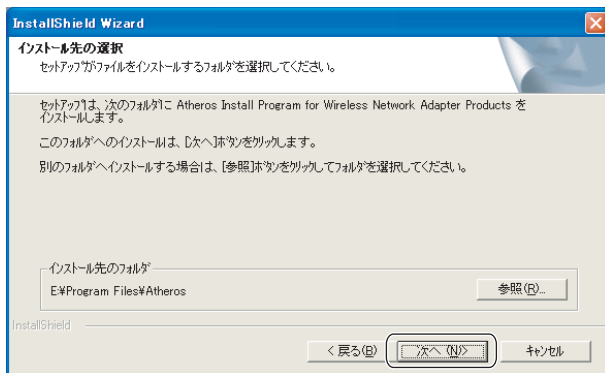 InstallShield Wizard
インストール先の選択
セットアップがファイルをインストールするフォルダを選択してください。
セットアップは、次のフォルダに Atheros Install Program for Wireless Network Adapter Products を
インストールします。
このフォルダへのインストールは、[次へ]ボタンをクリックします。
別のフォルダへインストールする場合は、[参照]ボタンをクリックしてフォルダを選択してください。
インストール先のフォルダ
E:¥Program Files¥Atheros
参照(R)...
InstallShield
< 戻る(B)
次へ (N)>
キャンセル